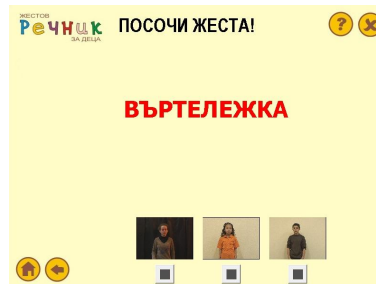 ЖЕСТОВ
Речник
ЗА ДЕЦА
ПОСОЧИ ЖЕСТА!
?
X
ВЪРТЕЛЕЖКА